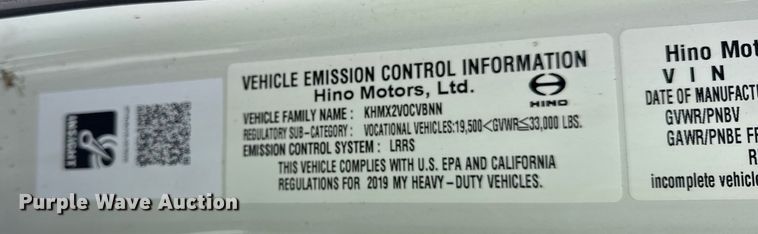 VEHICLE EMISSION CONTROL INFORMATION
Hino Motors, Ltd.
HINO
VEHICLE FAMILY NAME : KHMX2VOCVBNN
REGULATORY SUB-CATEGORY : VOCATIONAL VEHICLES:19,500<GVWR≦33,000 LBS.
EMISSION CONTROL SYSTEM : LRRS
THIS VEHICLE COMPLIES WITH U.S. EPA AND CALIFORNIA
REGULATIONS FOR 2019 MY HEAVY-DUTY VEHICLES.
Hino Mot
V I N
DATE OF MANUFACT
GVWR/PNBV
GAWR/PNBE FR
R
incomplete vehicle
Purple Wave Auction